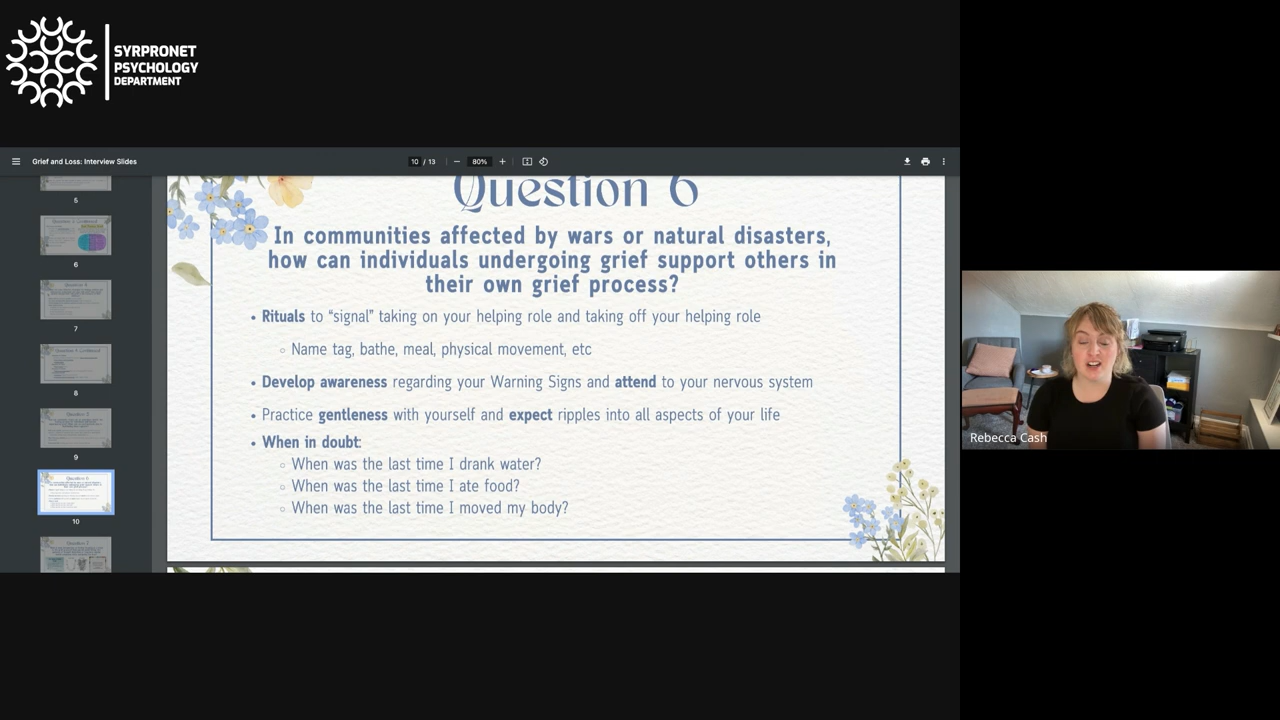 SYRPRONET
PSYCHOLOGY
DEPARTMENT
Grief and Loss: Interview Slides
10 / 13
80%
5
6
7
8
9
10
Question 6
In communities affected by wars or natural disasters,
how can individuals undergoing grief support others in
their own grief process?
• Rituals to “signal” taking on your helping role and taking off your helping role
○ Name tag, bathe, meal, physical movement, etc
• Develop awareness regarding your Warning Signs and attend to your nervous system
• Practice gentleness with yourself and expect ripples into all aspects of your life
• When in doubt:
○ When was the last time I drank water?
○ When was the last time I ate food?
○ When was the last time I moved my body?
Rebecca Cash